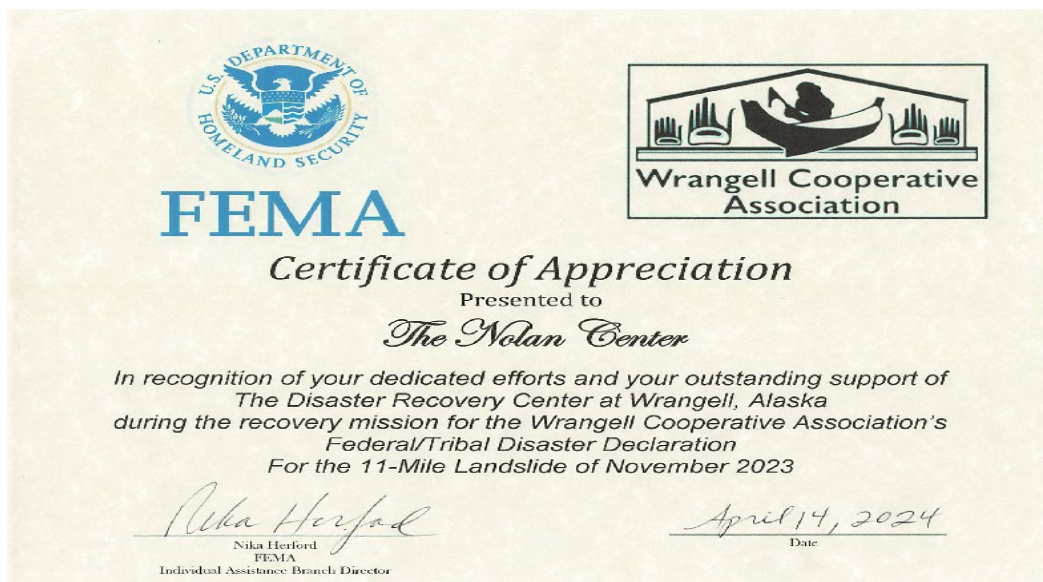 U.S. DEPARTMENT OF
HOMELAND SECURITY
FEMA
Wrangell Cooperative
Association
Certificate of Appreciation
Presented to
The Nolan Center
In recognition of your dedicated efforts and your outstanding support of
The Disaster Recovery Center at Wrangell, Alaska
during the recovery mission for the Wrangell Cooperative Association's
Federal/Tribal Disaster Declaration
For the 11-Mile Landslide of November 2023
Nika Herford
April 14, 2024
Nika Herford
Date
FEMA
Individual Assistance Branch Director